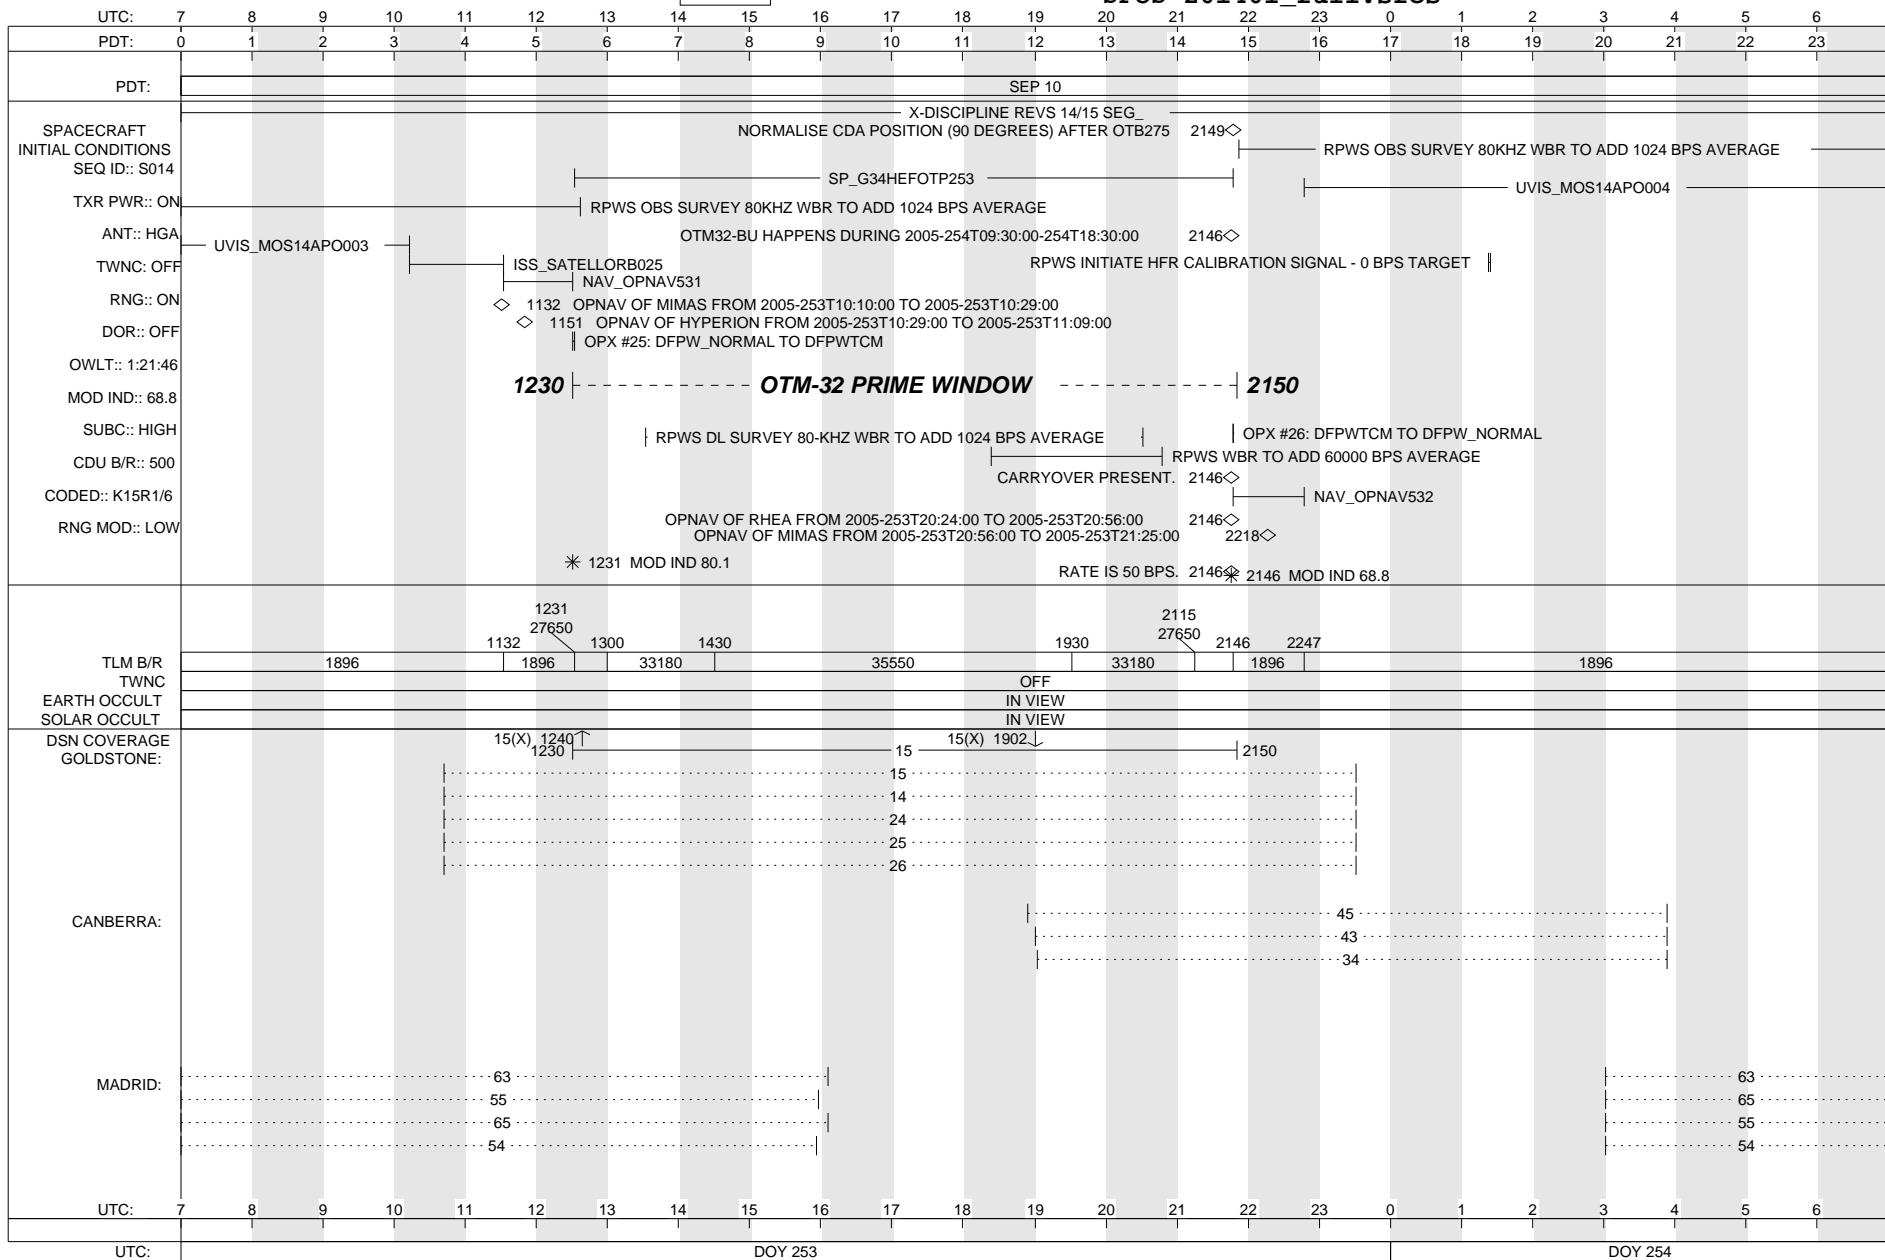 UTC: 7 8 9 10 11 12 13 14 15 16 17 18 19 20 21 22 23 0 1 2 3 4 5 6
PDT: 0 1 2 3 4 5 6 7 8 9 10 11 12 13 14 15 16 17 18 19 20 21 22 23
PDT: SEP 10
X-DISCIPLINE REVS 14/15 SEG_
SPACECRAFT
NORMALISE CDA POSITION (90 DEGREES) AFTER OTB275 2149
INITIAL CONDITIONS
RPWS OBS SURVEY 80KHZ WBR TO ADD 1024 BPS AVERAGE
SEQ ID:: S014
SP_G34HEFOTP253
UVIS_MOS14APO004
TXR PWR:: ON
RPWS OBS SURVEY 80KHZ WBR TO ADD 1024 BPS AVERAGE
ANT:: HGA
OTM32-BU HAPPENS DURING 2005-254T09:30:00-254T18:30:00 2146
UVIS_MOS14APO003
TWNC: OFF
ISS_SATELLORB025
RPWS INITIATE HFR CALIBRATION SIGNAL - 0 BPS TARGET
NAV_OPNAV531
RNG:: ON
1132 OPNAV OF MIMAS FROM 2005-253T10:10:00 TO 2005-253T10:29:00
1151 OPNAV OF HYPERION FROM 2005-253T10:29:00 TO 2005-253T11:09:00
DOR:: OFF
OPX #25: DFPW_NORMAL TO DFPWTCM
OWLT:: 1:21:46
1230 OTM-32 PRIME WINDOW 2150
MOD IND:: 68.8
SUBC:: HIGH
RPWS DL SURVEY 80-KHZ WBR TO ADD 1024 BPS AVERAGE
OPX #26: DFPWTCM TO DFPW_NORMAL
RPWS WBR TO ADD 60000 BPS AVERAGE
CDU B/R:: 500
CARRYOVER PRESENT. 2146
CODED:: K15R1/6
NAV_OPNAV532
OPNAV OF RHEA FROM 2005-253T20:24:00 TO 2005-253T20:56:00 2146
RNG MOD:: LOW
OPNAV OF MIMAS FROM 2005-253T20:56:00 TO 2005-253T21:25:00 2218
1231 MOD IND 80.1
RATE IS 50 BPS. 2146 2146 MOD IND 68.8
1231 2115
27650 27650
1132 1300 1430 1930 2146 2247
TLM B/R 1896 1896 33180 35550 33180 1896 1896
TWNC OFF
EARTH OCCULT IN VIEW
SOLAR OCCULT IN VIEW
DSN COVERAGE 15(X) 1240 15(X) 1902
GOLDSTONE: 1230 15 2150
15
14
24
25
26
CANBERRA: 45
43
34
MADRID: 63 63
55 65
65 55
54 54
UTC: 7 8 9 10 11 12 13 14 15 16 17 18 19 20 21 22 23 0 1 2 3 4 5 6
UTC: DOY 253 DOY 254